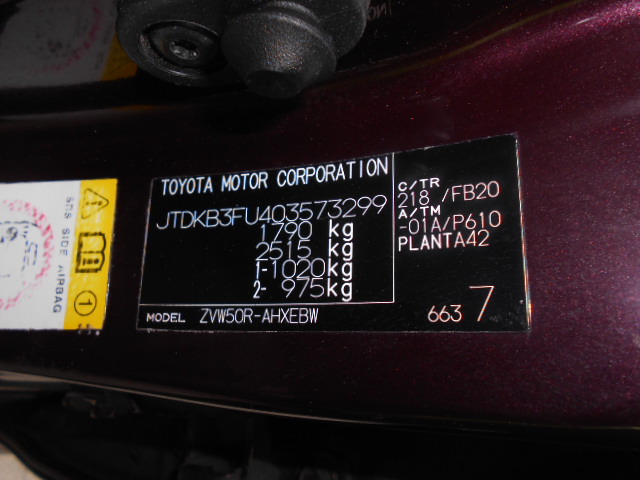 TOYOTA MOTOR CORPORATION
JTDKB3FU403573299
1790 kg
2515 kg
1-1020kg
2- 975kg
C/TR
218 /FB20
A/TM
-01A/P610
PLANTA42
MODEL ZVW50R-AHXEBW
663 7
SRS SIDE AIRBAG
1